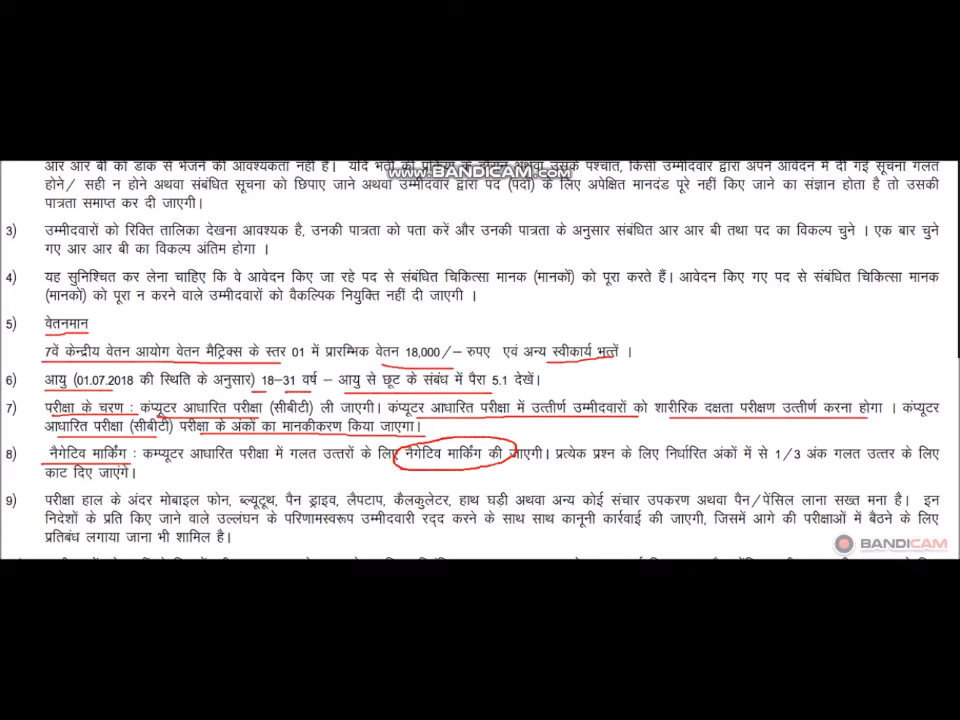 www.BANDICAM.com
आर आर बी को डाक से भेजने की आवश्यकता नहीं है। यदि भर्ती की प्रक्रिया के दौरान अथवा उसके पश्चात, किसी उम्मीदवार द्वारा अपने आवेदन में दी गई सूचना गलत
होने/ सही न होने अथवा संबंधित सूचना को छिपाए जाने अथवा उम्मीदवार द्वारा पद (पदों) के लिए अपेक्षित मानदंड पूरे नहीं किए जाने का संज्ञान होता है तो उसकी
पात्रता समाप्त कर दी जाएगी।
3) उम्मीदवारों को रिक्ति तालिका देखना आवश्यक है, उनकी पात्रता को पता करें और उनकी पात्रता के अनुसार संबंधित आर आर बी तथा पद का विकल्प चुने । एक बार चुने
गए आर आर बी का विकल्प अंतिम होगा ।
4) यह सुनिश्चित कर लेना चाहिए कि वे आवेदन किए जा रहे पद से संबंधित चिकित्सा मानक (मानकों) को पूरा करते हैं। आवेदन किए गए पद से संबंधित चिकित्सा मानक
(मानकों) को पूरा न करने वाले उम्मीदवारों को वैकल्पिक नियुक्ति नहीं दी जाएगी ।
5) वेतनमान
7वें केन्द्रीय वेतन आयोग वेतन मैट्रिक्स के स्तर 01 में प्रारम्भिक वेतन 18,000/– रुपए एवं अन्य स्वीकार्य भत्तें ।
6) आयु (01.07.2018 की स्थिति के अनुसार) 18–31 वर्ष – आयु से छूट के संबंध में पैरा 5.1 देखें।
7) परीक्षा के चरण : कंप्यूटर आधारित परीक्षा (सीबीटी) ली जाएगी। कंप्यूटर आधारित परीक्षा में उत्तीर्ण उम्मीदवारों को शारीरिक दक्षता परीक्षण उत्तीर्ण करना होगा । कंप्यूटर
आधारित परीक्षा (सीबीटी) परीक्षा के अंकों का मानकीकरण किया जाएगा।
8) नैगेटिव मार्किंग : कम्प्यूटर आधारित परीक्षा में गलत उत्तरों के लिए नैगेटिव मार्किंग की जाएगी। प्रत्येक प्रश्न के लिए निर्धारित अंकों में से 1/3 अंक गलत उत्तर के लिए
काट दिए जाएंगे।
9) परीक्षा हाल के अंदर मोबाइल फोन, ब्ल्यूटूथ, पैन ड्राइव, लैपटाप, कैलकुलेटर, हाथ घड़ी अथवा अन्य कोई संचार उपकरण अथवा पैन/पेंसिल लाना सख्त मना है। इन
निदेशों के प्रति किए जाने वाले उल्लंघन के परिणामस्वरूप उम्मीदवारी रद्द करने के साथ साथ कानूनी कार्रवाई की जाएगी, जिसमें आगे की परीक्षाओं में बैठने के लिए
प्रतिबंध लगाया जाना भी शामिल है।
BANDICAM